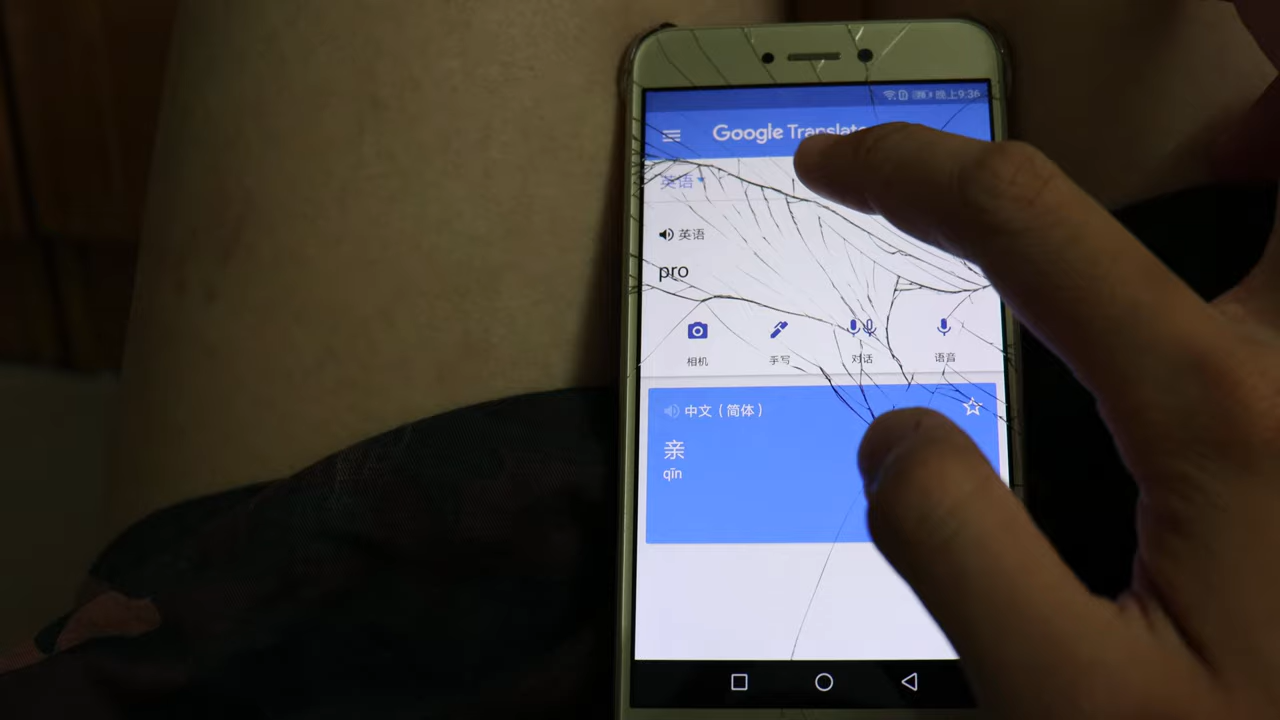 晚上9:36
Google Translate
英语
英语
pro
相机 手写 对话 语音
中文（简体）
亲
qīn